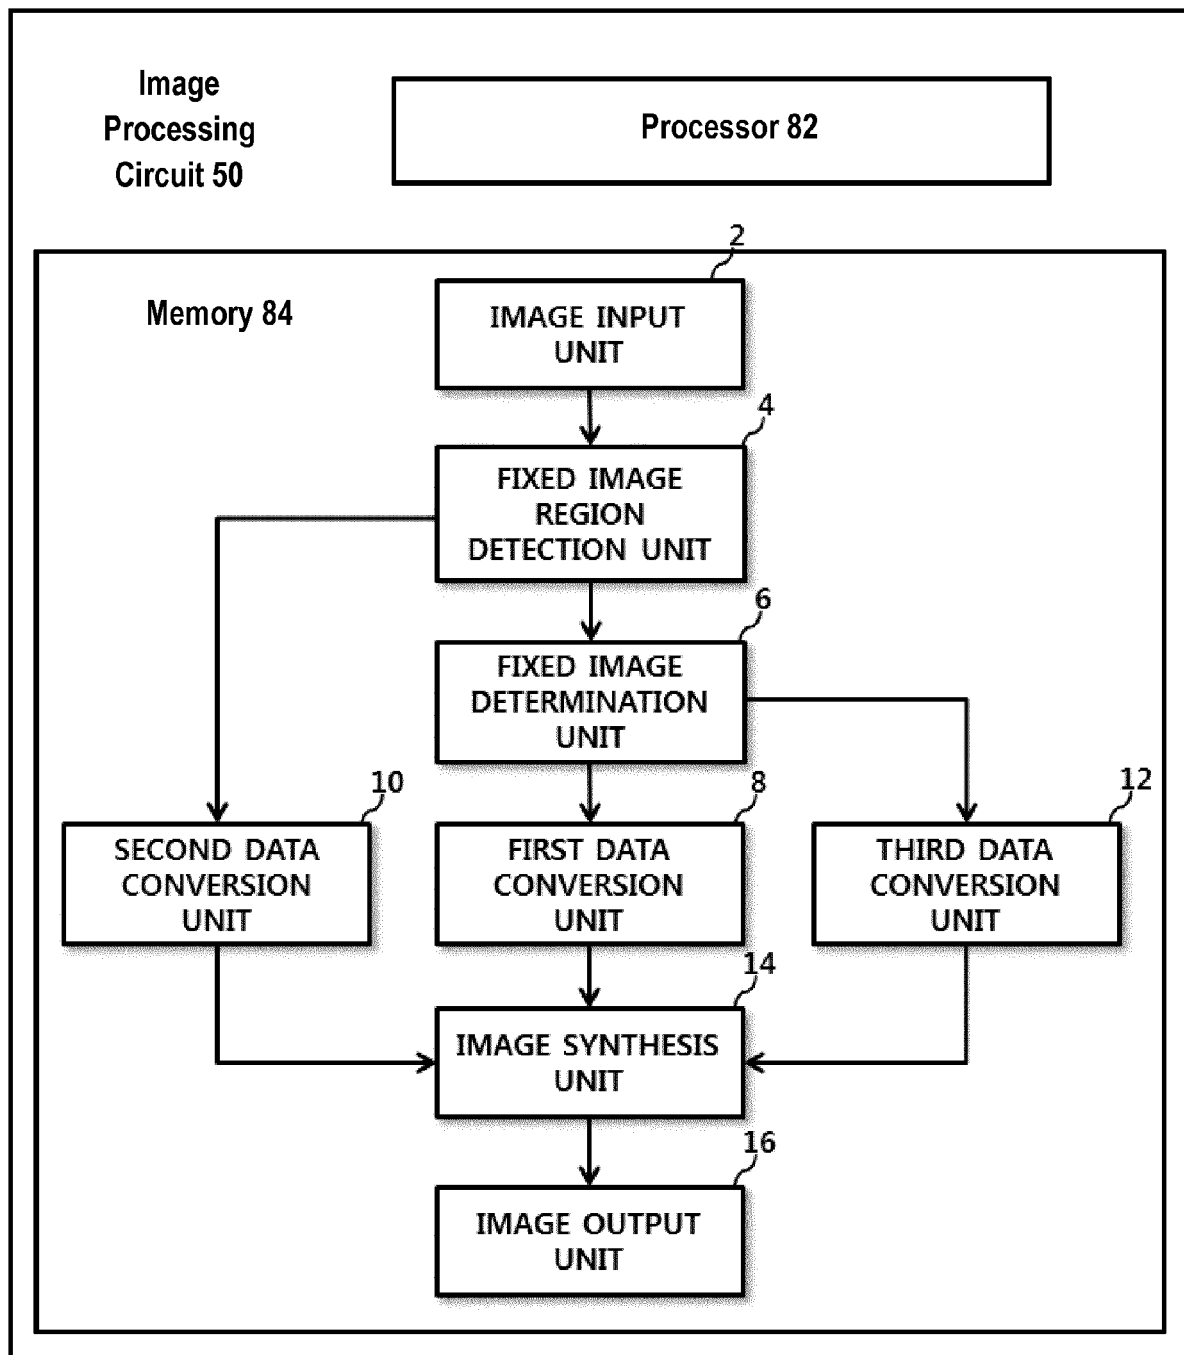 Image
Processing
Circuit 50
Processor 82
Memory 84
2
IMAGE INPUT
UNIT
4
FIXED IMAGE
REGION
DETECTION UNIT
6
FIXED IMAGE
DETERMINATION
UNIT
10
SECOND DATA
CONVERSION
UNIT
8
FIRST DATA
CONVERSION
UNIT
12
THIRD DATA
CONVERSION
UNIT
14
IMAGE SYNTHESIS
UNIT
16
IMAGE OUTPUT
UNIT